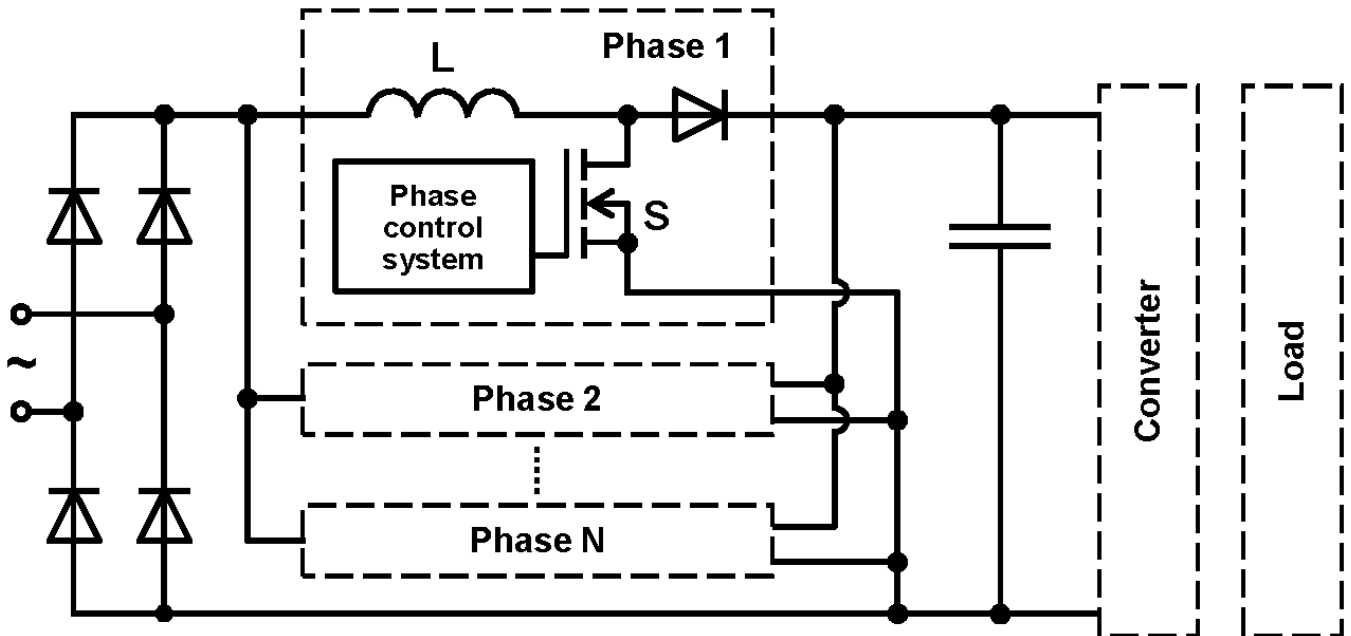 Phase 1
L
Phase
control
system
S
~
Phase 2
Phase N
Converter
Load